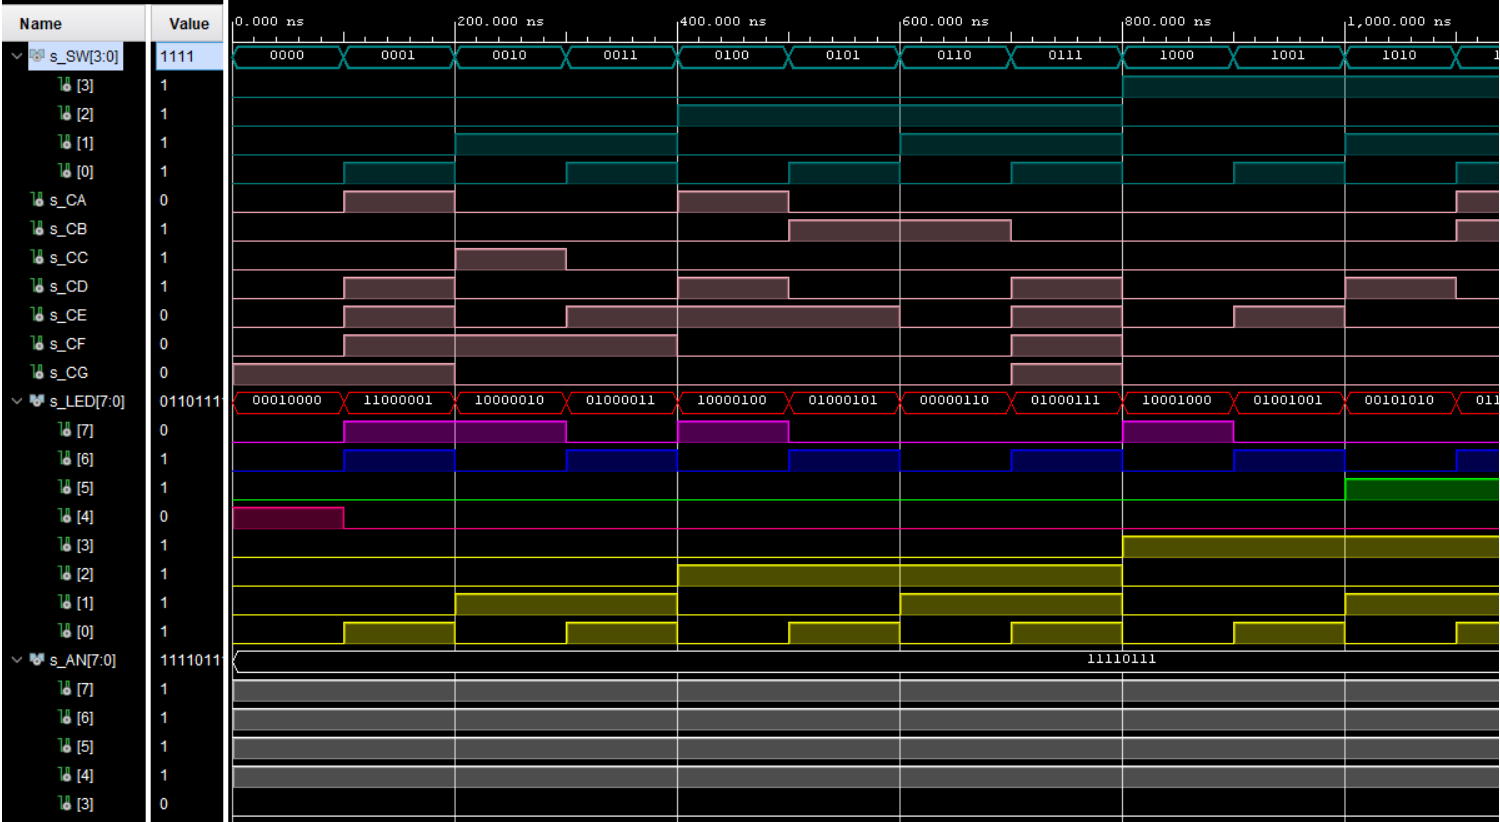 Name Value 0.000 ns 200.000 ns 400.000 ns 600.000 ns 800.000 ns 1,000.000 ns
s_SW[3:0] 1111 0000 0001 0010 0011 0100 0101 0110 0111 1000 1001 1010 1
[3] 1
[2] 1
[1] 1
[0] 1
s_CA 0
s_CB 1
s_CC 1
s_CD 1
s_CE 0
s_CF 0
s_CG 0
s_LED[7:0] 0110111 00010000 11000001 10000010 01000011 10000100 01000101 00000110 01000111 10001000 01001001 00101010 011
[7] 0
[6] 1
[5] 1
[4] 0
[3] 1
[2] 1
[1] 1
[0] 1
s_AN[7:0] 1111011 11110111
[7] 1
[6] 1
[5] 1
[4] 1
[3] 0